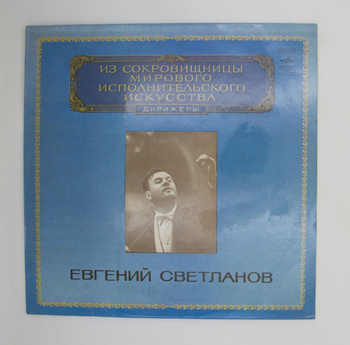 ИЗ СОКРОВИЩНИЦЫ
МИРОВОГО
ИСПОЛНИТЕЛЬСКОГО
ИСКУССТВА
ДИРИЖЕРЫ
ЕВГЕНИЙ СВЕТЛАНОВ